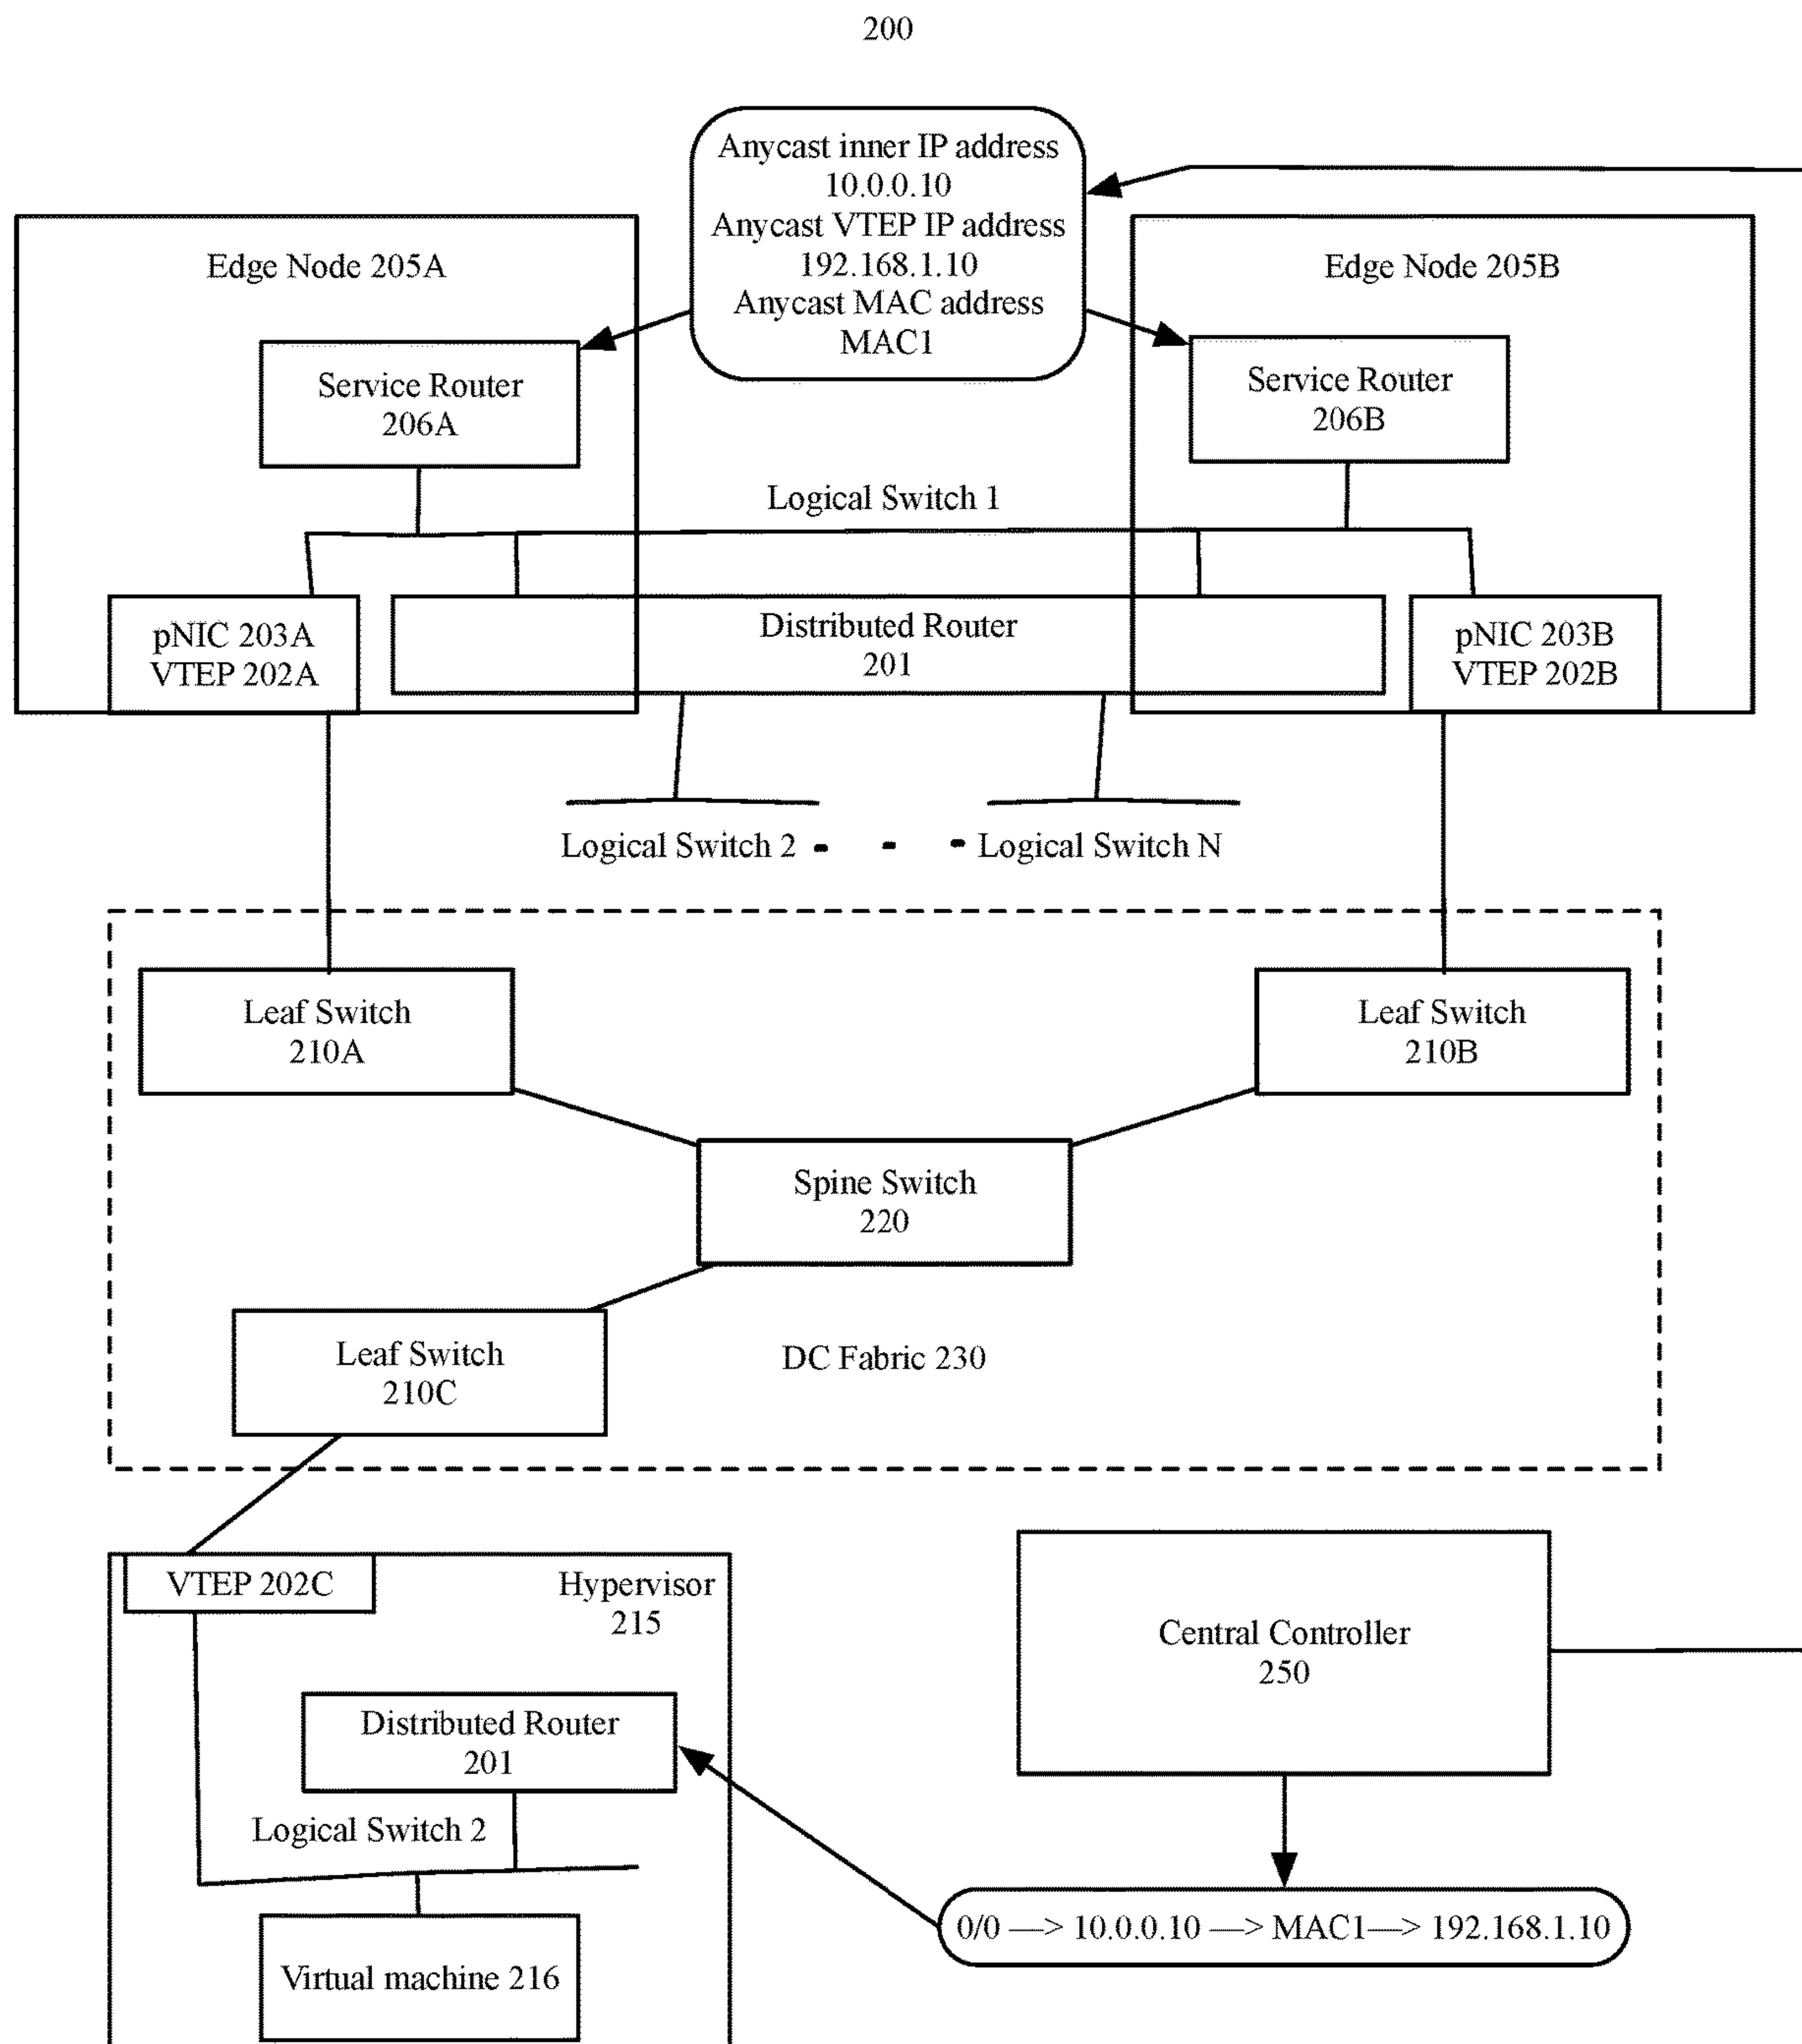 200
Anycast inner IP address
10.0.0.10
Anycast VTEP IP address
192.168.1.10
Anycast MAC address
MAC1
Edge Node 205A
Edge Node 205B
Service Router
206A
Service Router
206B
Logical Switch 1
pNIC 203A
VTEP 202A
Distributed Router
201
pNIC 203B
VTEP 202B
Logical Switch 2 - - - Logical Switch N
Leaf Switch
210A
Leaf Switch
210B
Spine Switch
220
Leaf Switch
210C
DC Fabric 230
VTEP 202C
Hypervisor
215
Central Controller
250
Distributed Router
201
Logical Switch 2
0/0 —> 10.0.0.10 —> MAC1—> 192.168.1.10
Virtual machine 216